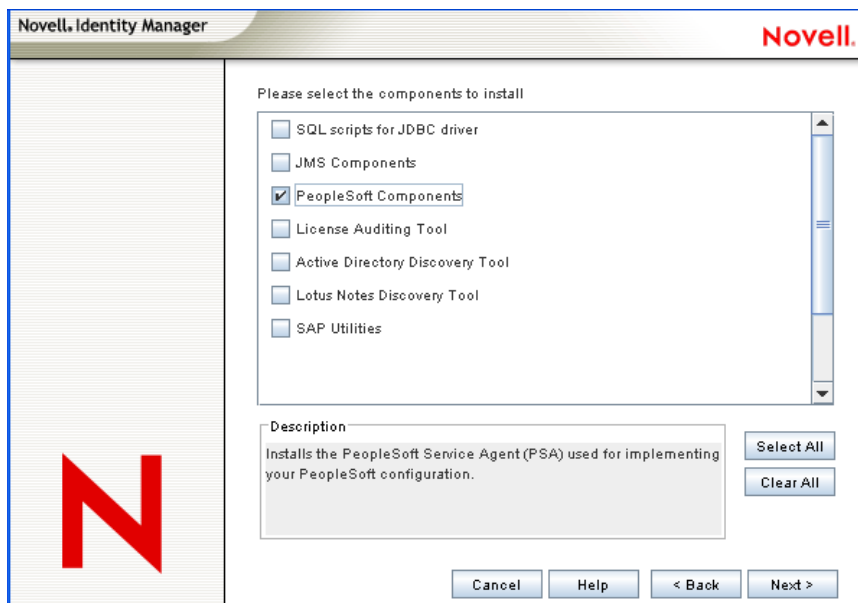 Novell. Identity Manager
Novell.
Please select the components to install
SQL scripts for JDBC driver
JMS Components
PeopleSoft Components
License Auditing Tool
Active Directory Discovery Tool
Lotus Notes Discovery Tool
SAP Utilities
Description
Installs the PeopleSoft Service Agent (PSA) used for implementing
your PeopleSoft configuration.
Select All
Clear All
N
Cancel
Help
< Back
Next >